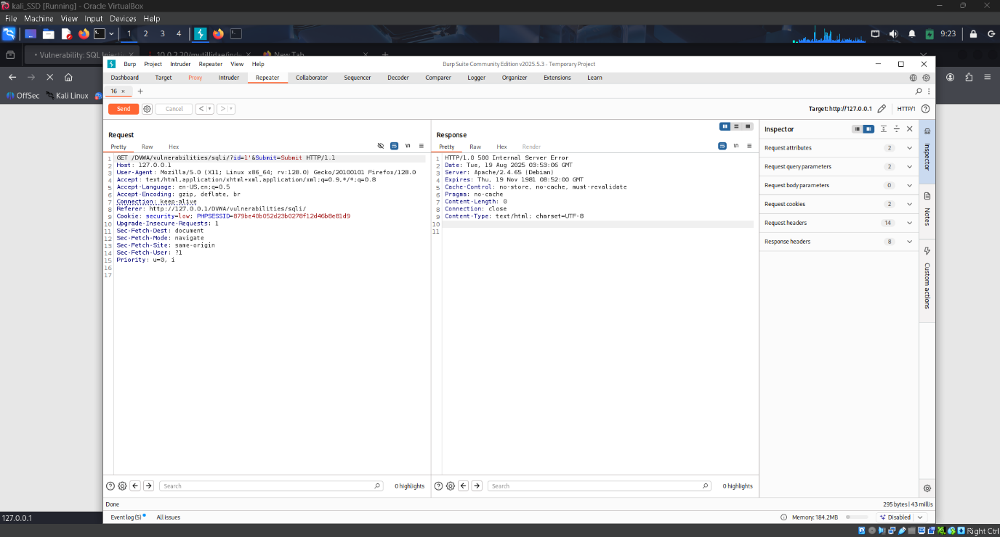 kali_SSD [Running] - Oracle VirtualBox
File Machine View Input Devices Help
1 2 3 4 9:23
Vulnerability: SQL Injection × 10.0.2.20/mutillidae/inde × New Tab
Burp Project Intruder Repeater View Help Burp Suite Community Edition v2025.5.3 - Temporary Project
Dashboard Target Proxy Intruder Repeater Collaborator Sequencer Decoder Comparer Logger Organizer Extensions Learn
OffSec Kali Linux
16 × +
Send Cancel < > Target: http://127.0.0.1 HTTP/1
Request
Pretty Raw Hex \n
1 GET /DVWA/vulnerabilities/sqli/?id=1'&Submit=Submit HTTP/1.1
2 Host: 127.0.0.1
3 User-Agent: Mozilla/5.0 (X11; Linux x86_64; rv:128.0) Gecko/20100101 Firefox/128.0
4 Accept: text/html,application/xhtml+xml,application/xml;q=0.9,*/*;q=0.8
5 Accept-Language: en-US,en;q=0.5
6 Accept-Encoding: gzip, deflate, br
7 Connection: keep-alive
8 Referer: http://127.0.0.1/DVWA/vulnerabilities/sqli/
9 Cookie: security=low; PHPSESSID=879be40b052d23b0278f12d46b8e81d9
10 Upgrade-Insecure-Requests: 1
11 Sec-Fetch-Dest: document
12 Sec-Fetch-Mode: navigate
13 Sec-Fetch-Site: same-origin
14 Sec-Fetch-User: ?1
15 Priority: u=0, i
16
17
Response
Pretty Raw Hex Render \n
1 HTTP/1.0 500 Internal Server Error
2 Date: Tue, 19 Aug 2025 03:53:06 GMT
3 Server: Apache/2.4.65 (Debian)
4 Expires: Thu, 19 Nov 1981 08:52:00 GMT
5 Cache-Control: no-store, no-cache, must-revalidate
6 Pragma: no-cache
7 Content-Length: 0
8 Connection: close
9 Content-Type: text/html; charset=UTF-8
10
11
Inspector
Request attributes 2
Request query parameters 2
Request body parameters 0
Request cookies 2
Request headers 14
Response headers 8
Inspector
Notes
Custom actions
Search 0 highlights
Search 0 highlights
Done 295 bytes | 43 millis
Event log (5) All issues Memory: 184.2MB Disabled
127.0.0.1
Right Ctrl